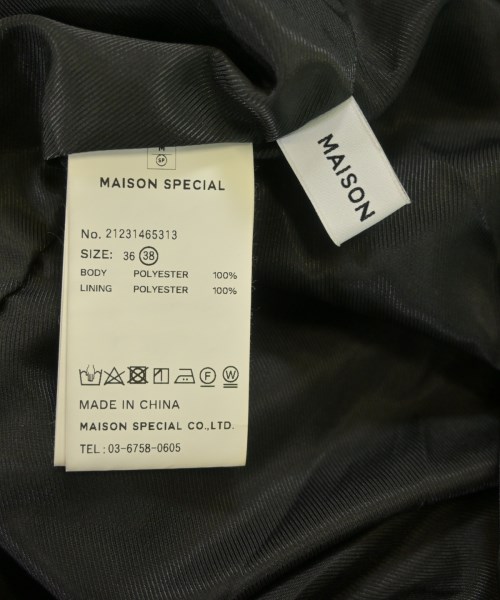 N
SP
MAISON SPECIAL
No. 21231465313
SIZE: 36 38
BODY POLYESTER 100%
LINING POLYESTER 100%
F W
MADE IN CHINA
MAISON SPECIAL CO.,LTD.
TEL: 03-6758-0605
MAISON